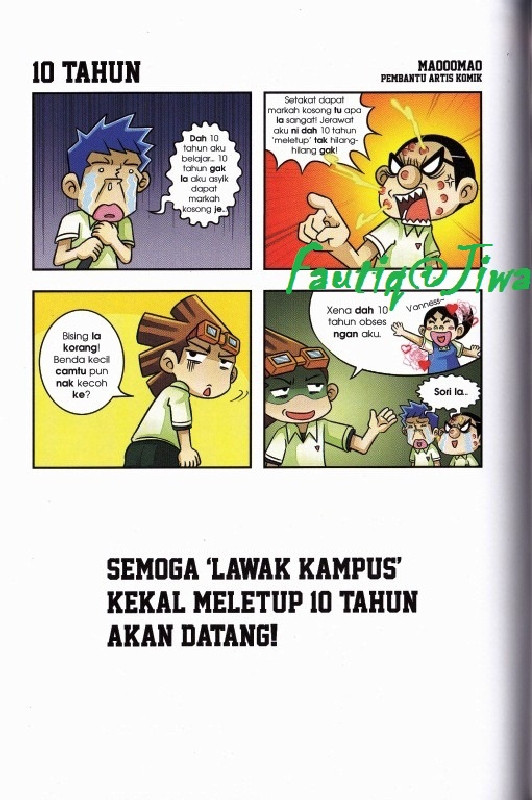 10 TAHUN
MAOOOMAO
PEMBANTU ARTIS KOMIK
Dah 10
tahun aku
belajar... 10
tahun gak
la aku asyik
dapat
markah
kosong je...
Setakat dapat
markah kosong tu apa
la sangat! Jerawat
aku ni dah 10 tahun
"meletup' tak hilang-
hilang gak!
fautiq@Jiwa
Bising la
korang!
Benda kecil
camtu pun
nak kecoh
ke?
Xena dah 10
tahun obses
ngan aku.
Vanness~
Sori la..
SEMOGA 'LAWAK KAMPUS'
KEKAL MELETUP 10 TAHUN
AKAN DATANG!